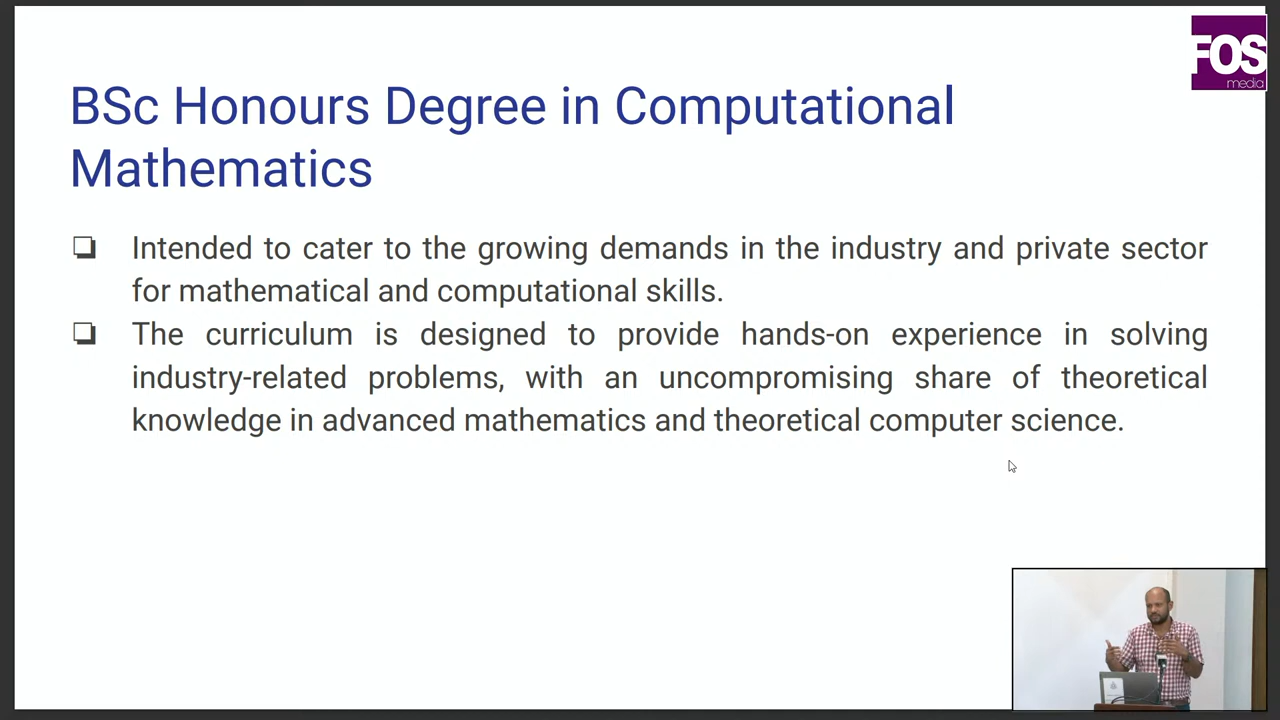 FOS
media
BSc Honours Degree in Computational
Mathematics
❏ Intended to cater to the growing demands in the industry and private sector
for mathematical and computational skills.
❏ The curriculum is designed to provide hands-on experience in solving
industry-related problems, with an uncompromising share of theoretical
knowledge in advanced mathematics and theoretical computer science.